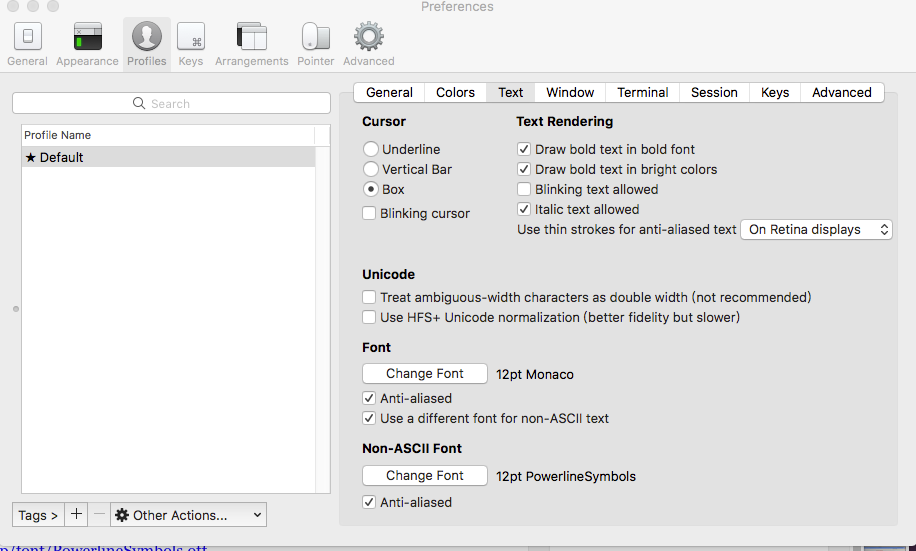 Preferences
General Appearance Profiles Keys Arrangements Pointer Advanced
Search
Profile Name
★ Default
Tags > + − Other Actions...
General Colors Text Window Terminal Session Keys Advanced
Cursor
Underline
Vertical Bar
Box
Blinking cursor
Text Rendering
Draw bold text in bold font
Draw bold text in bright colors
Blinking text allowed
Italic text allowed
Use thin strokes for anti-aliased text On Retina displays
Unicode
Treat ambiguous-width characters as double width (not recommended)
Use HFS+ Unicode normalization (better fidelity but slower)
Font
Change Font 12pt Monaco
Anti-aliased
Use a different font for non-ASCII text
Non-ASCII Font
Change Font 12pt PowerlineSymbols
Anti-aliased
p/font/PowerlineSymbols.otf